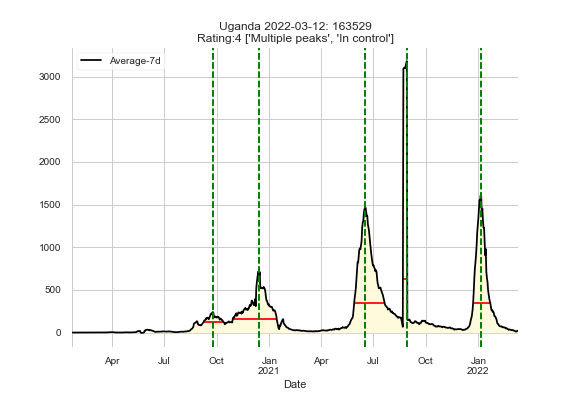 Uganda 2022-03-12: 163529
Rating:4 ['Multiple peaks', 'In control']
Average-7d
3000
2500
2000
1500
1000
500
0
Apr Jul Oct Jan Apr Jul Oct Jan
2021 2022
Date